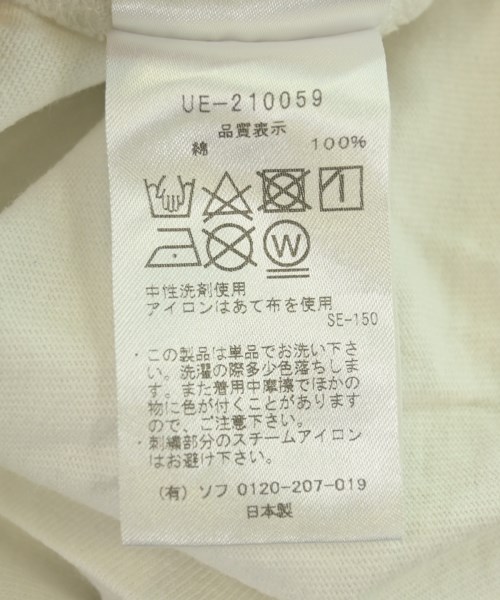 UE-210059
品質表示
綿 100%
W
中性洗剤使用
アイロンはあて布を使用
SE-150
・この製品は単品でお洗い下さ
い。洗濯の際多少色落ちしま
す。また着用中摩擦でほかの
物に色が付くことがあります
ので、ご注意下さい。
・刺繍部分のスチームアイロン
はお避け下さい。
(有) ソフ 0120-207-019
日本製